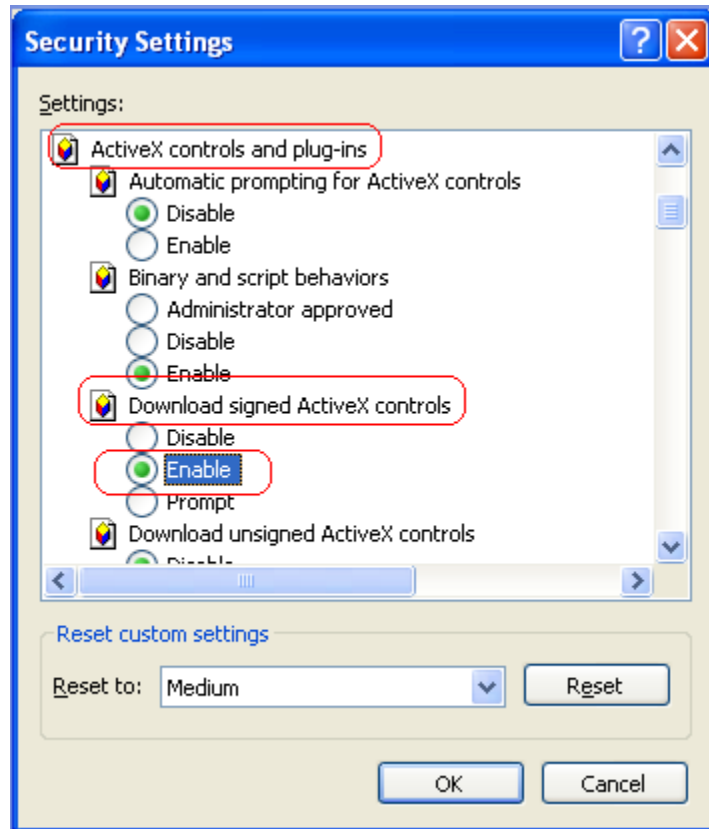 Security Settings
Settings:
ActiveX controls and plug-ins
Automatic prompting for ActiveX controls
Disable
Enable
Binary and script behaviors
Administrator approved
Disable
Enable
Download signed ActiveX controls
Disable
Enable
Prompt
Download unsigned ActiveX controls
Disable
Reset custom settings
Reset to: Medium Reset
OK Cancel